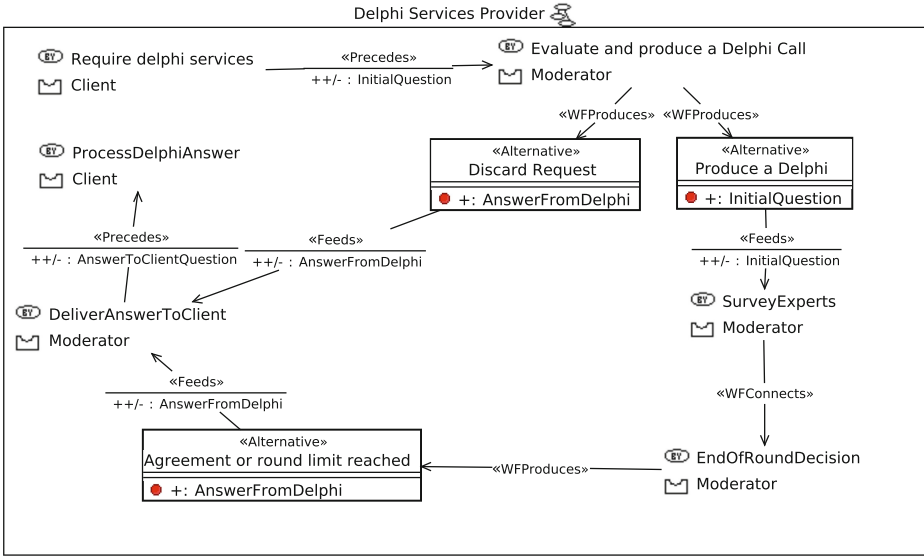 Delphi Services Provider
Require delphi services
Client
«Precedes»
++/- : InitialQuestion
Evaluate and produce a Delphi Call
Moderator
«WFProduces»
«WFProduces»
«Alternative»
Discard Request
+: AnswerFromDelphi
«Alternative»
Produce a Delphi
+: InitialQuestion
ProcessDelphiAnswer
Client
«Precedes»
++/- : AnswerToClientQuestion
«Feeds»
++/- : AnswerFromDelphi
«Feeds»
++/- : InitialQuestion
DeliverAnswerToClient
Moderator
SurveyExperts
Moderator
«Feeds»
++/- : AnswerFromDelphi
«WFConnects»
«Alternative»
Agreement or round limit reached
+: AnswerFromDelphi
«WFProduces»
EndOfRoundDecision
Moderator